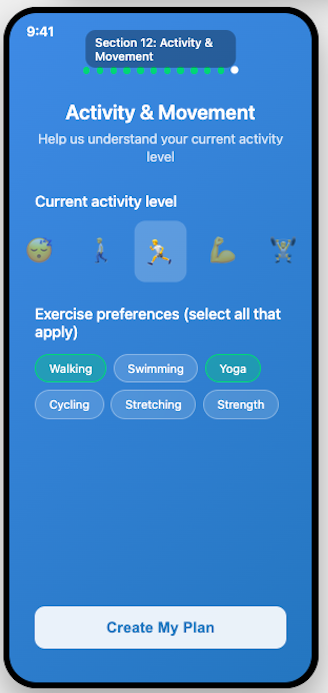 9:41
Section 12: Activity &
Movement
Activity & Movement
Help us understand your current activity
level
Current activity level
Exercise preferences (select all that
apply)
Walking Swimming Yoga
Cycling Stretching Strength
Create My Plan